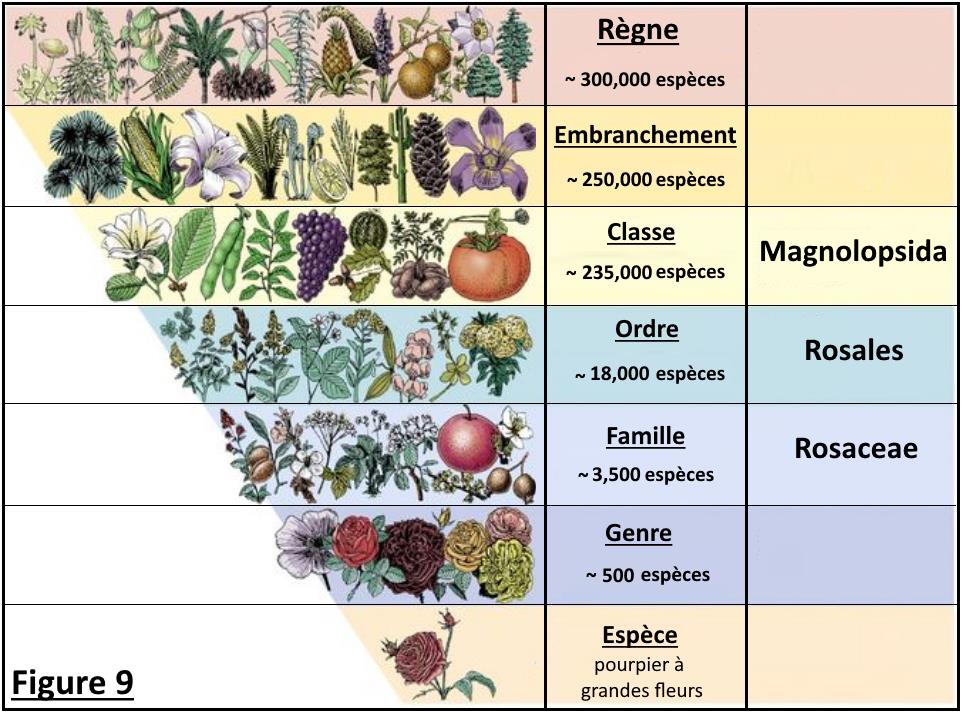 Règne
~ 300,000 espèces
Embranchement
~ 250,000 espèces
Classe
~ 235,000 espèces
Magnolopsida
Ordre
~ 18,000 espèces
Rosales
Famille
~ 3,500 espèces
Rosaceae
Genre
~ 500 espèces
Espèce
pourpier à
grandes fleurs
Figure 9